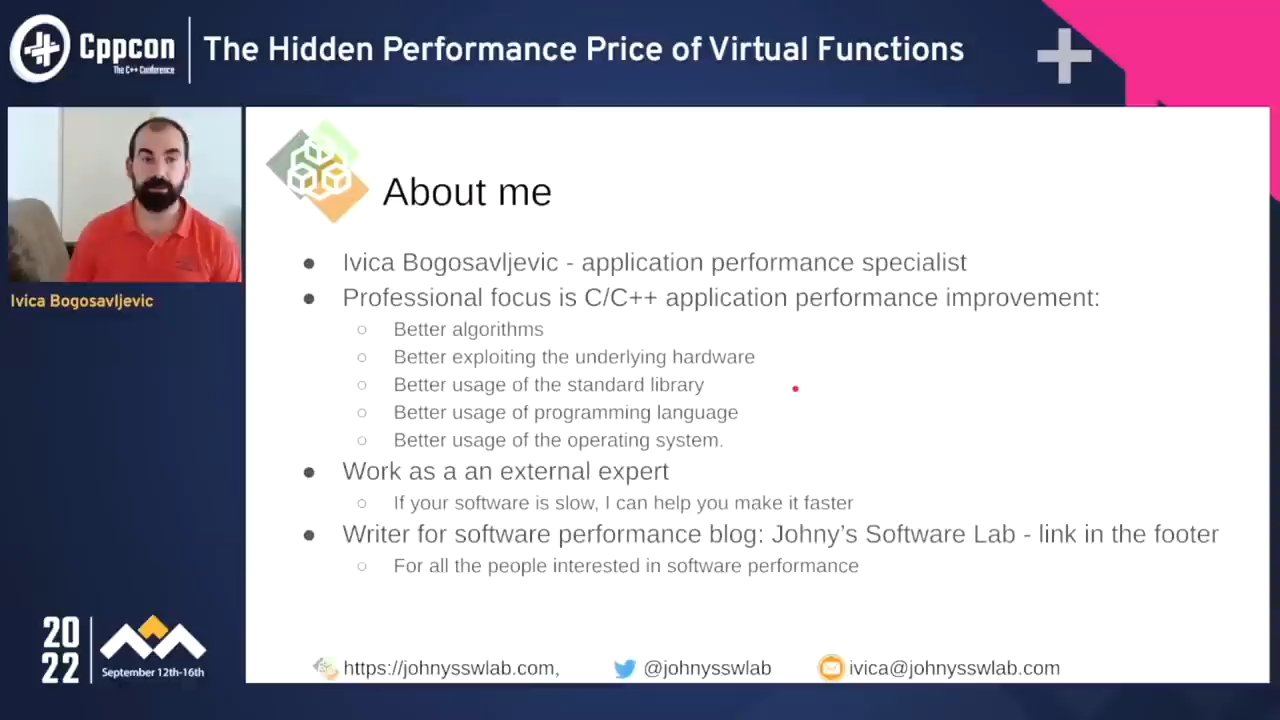 Cppcon
The C++ Conference
The Hidden Performance Price of Virtual Functions
Ivica Bogosavljevic
About me
Ivica Bogosavljevic - application performance specialist
Professional focus is C/C++ application performance improvement:
Better algorithms
Better exploiting the underlying hardware
Better usage of the standard library
Better usage of programming language
Better usage of the operating system.
Work as a an external expert
If your software is slow, I can help you make it faster
Writer for software performance blog: Johny’s Software Lab - link in the footer
For all the people interested in software performance
20
22
September 12th-16th
https://johnysswlab.com, @johnysswlab ivica@johnysswlab.com